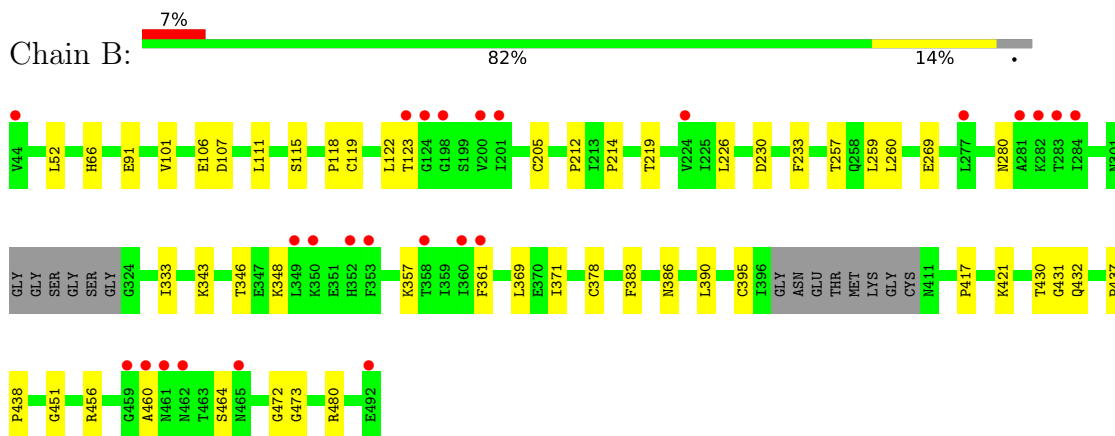 7%
Chain B:
82% 14% •
V44 L52 H66 E91 V101 E106 D107 L111 S115 P118 C119 L122 T123 G124 G198 S199 V200 I201 C205 P212 I213 P214 T219 V224 I225 L226 D230 F233 T257 Q258 L259 L260 E269 L277 N280 A281 K282 T283 I284 N301
GLY GLY SER GLY SER GLY G324 I333 K343 T346 E347 K348 L349 K350 E351 H352 F353 K357 T358 I359 I360 F361 L369 E370 I371 C378 F383 N386 L390 C395 I396 GLY ASN GLU THR MET LYS GLY CYS N411 P417 K421 T430 G431 Q432
P438 G451 R456 G459 A460 N461 N462 T463 S464 N465 G472 G473 R480 E492